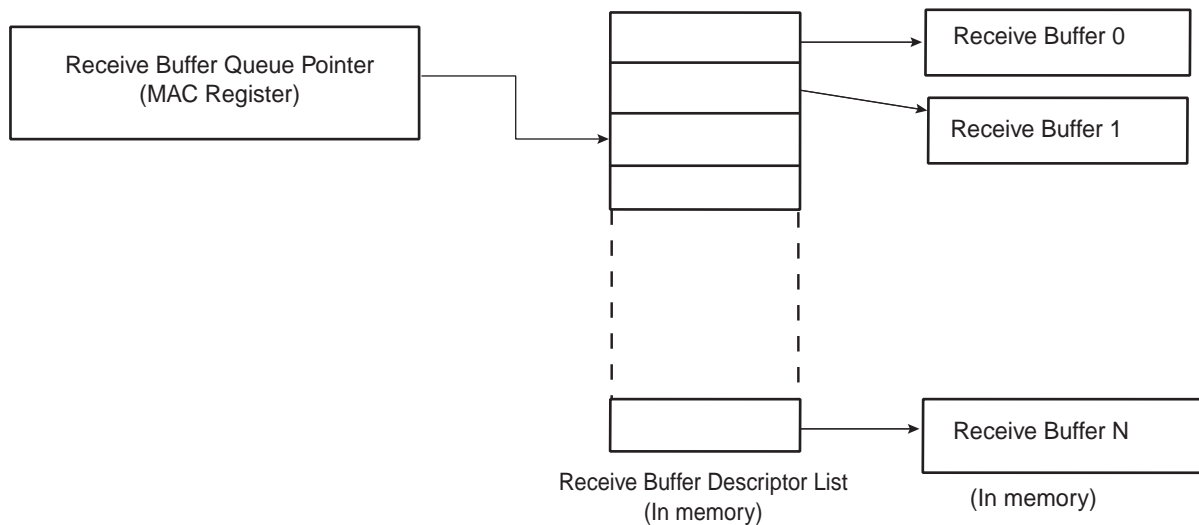 Receive Buffer Queue Pointer
(MAC Register)
Receive Buffer 0
Receive Buffer 1
Receive Buffer N
Receive Buffer Descriptor List
(In memory)
(In memory)